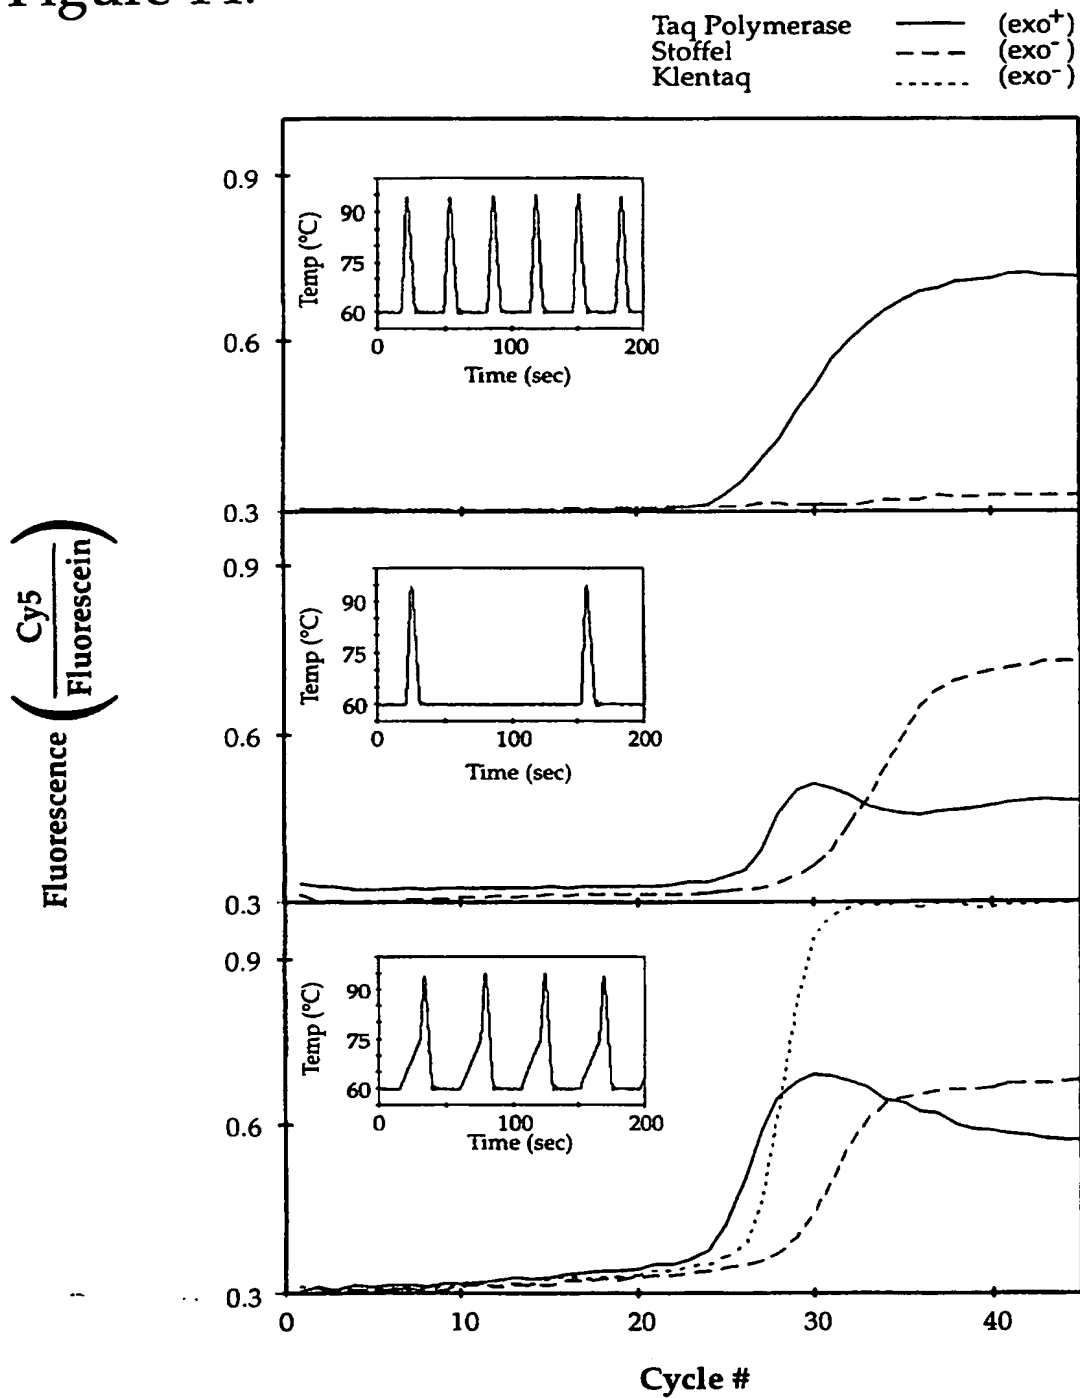 Taq Polymerase (exo+)
Stoffel (exo-)
Klentaq (exo-)
0.9
0.6
0.3
Temp (°C)
90
75
60
0 100 200
Time (sec)
0.9
0.6
0.3
Temp (°C)
90
75
60
0 100 200
Time (sec)
Fluorescence ( Cy5
Fluorescein )
0.9
0.6
0.3
Temp (°C)
90
75
60
0 100 200
Time (sec)
0 10 20 30 40
Cycle #